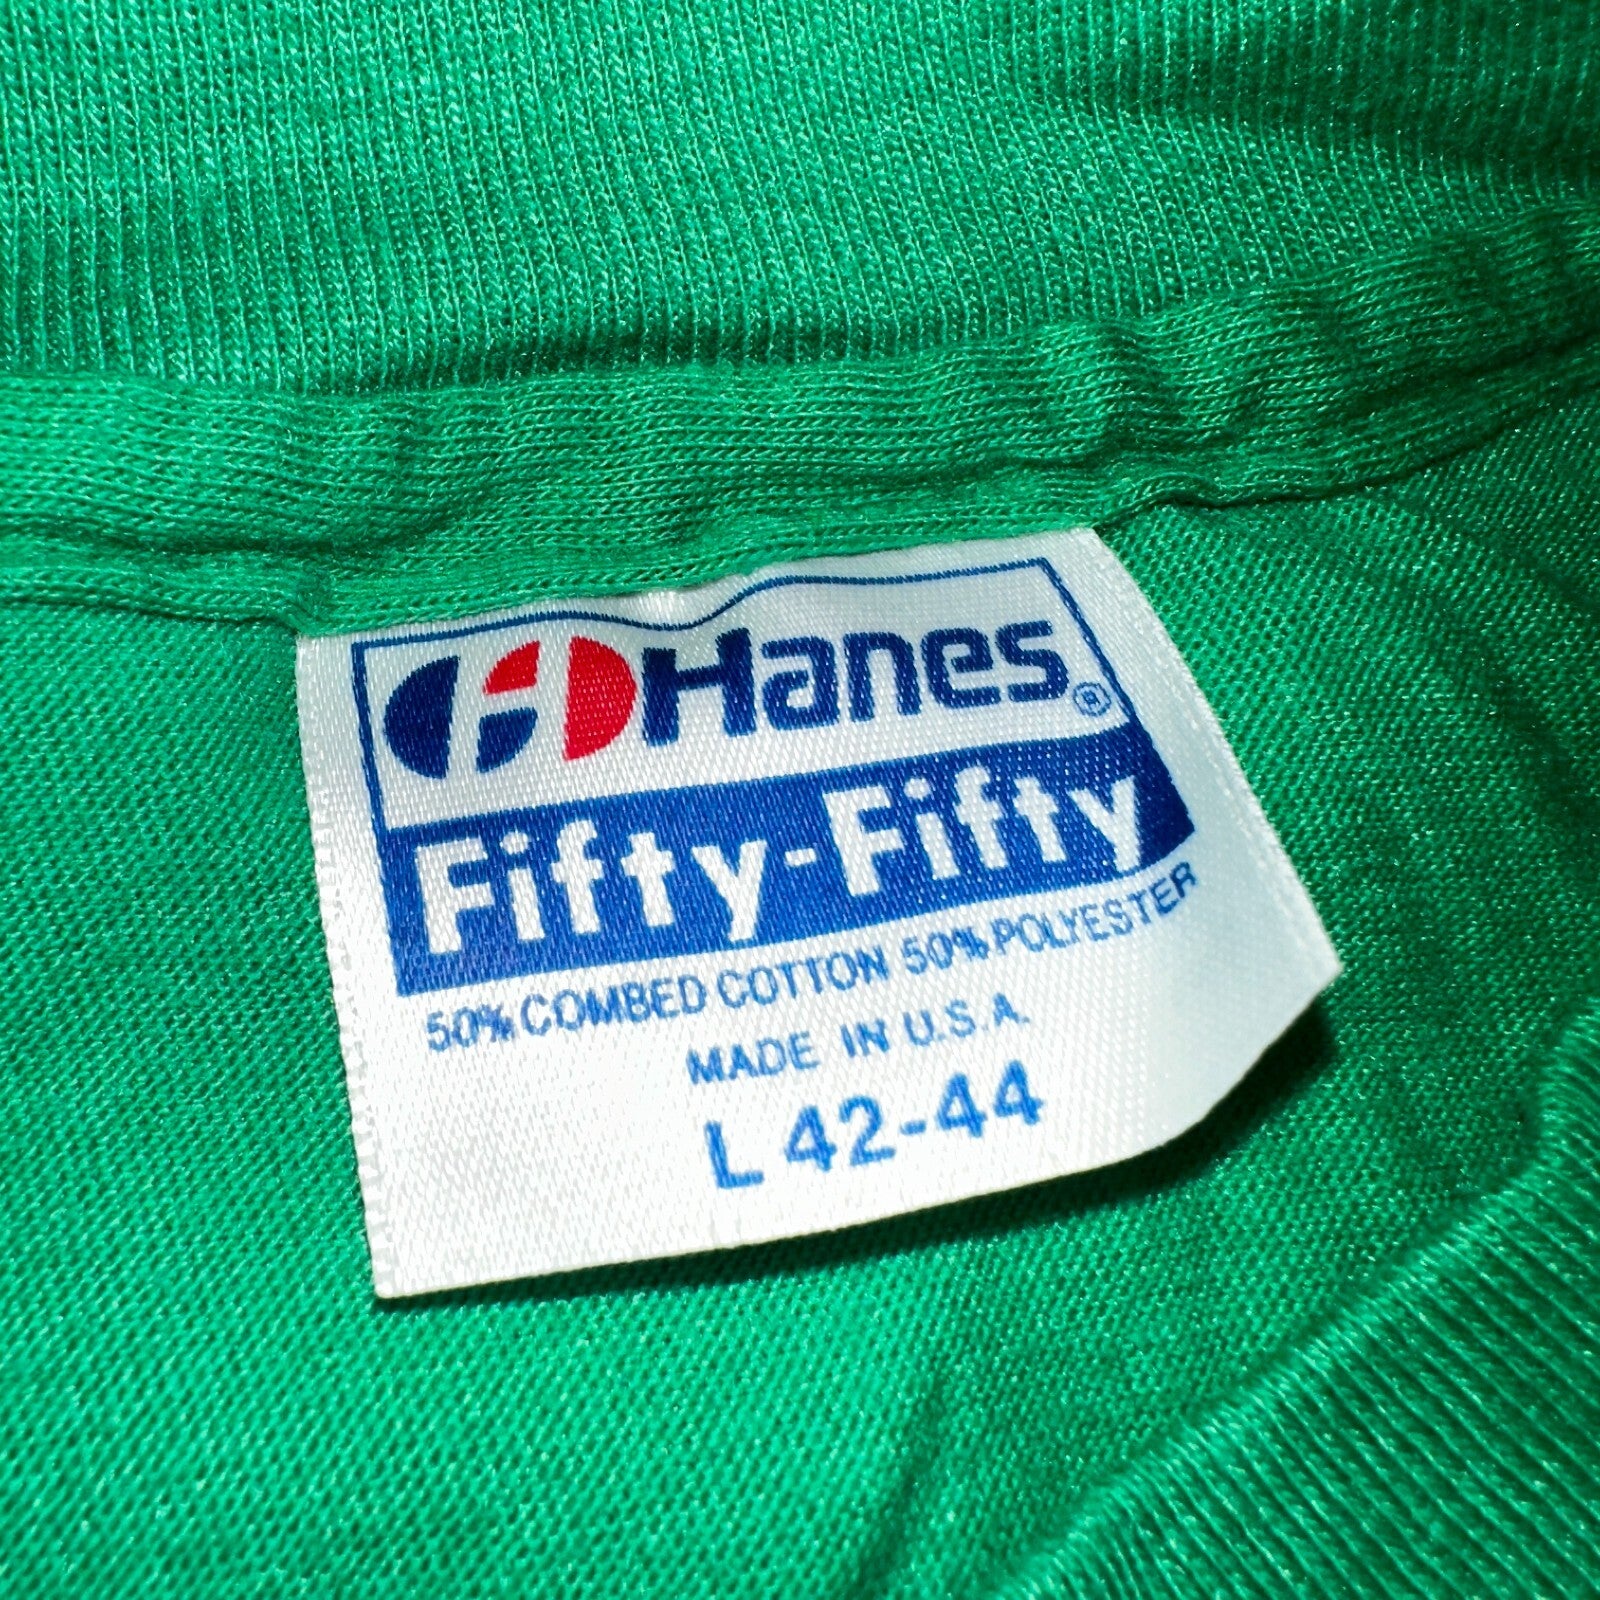 Hanes®
Fifty-Fifty
50% COMBED COTTON 50% POLYESTER
MADE IN U.S.A.
L 42-44